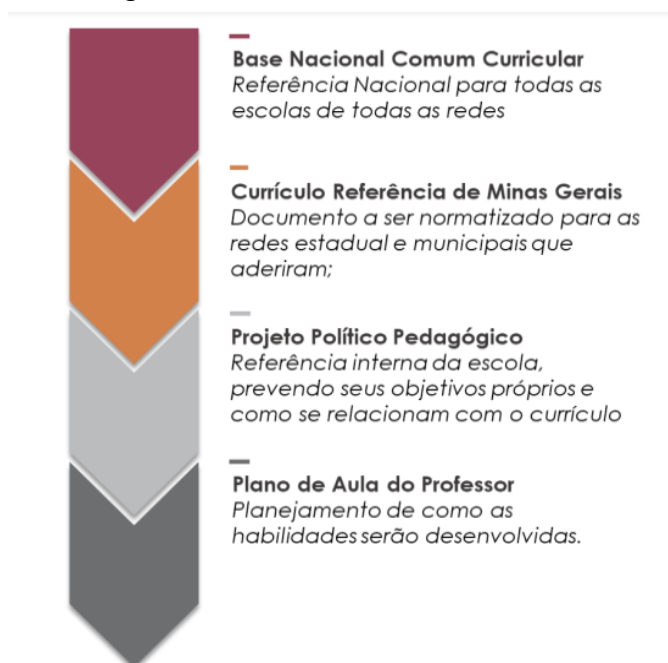 Base Nacional Comum Curricular
Referência Nacional para todas as
escolas de todas as redes
Currículo Referência de Minas Gerais
Documento a ser normatizado para as
redes estadual e municipais que
aderiram;
Projeto Político Pedagógico
Referência interna da escola,
prevendo seus objetivos próprios e
como se relacionam com o currículo
Plano de Aula do Professor
Planejamento de como as
habilidades serão desenvolvidas.